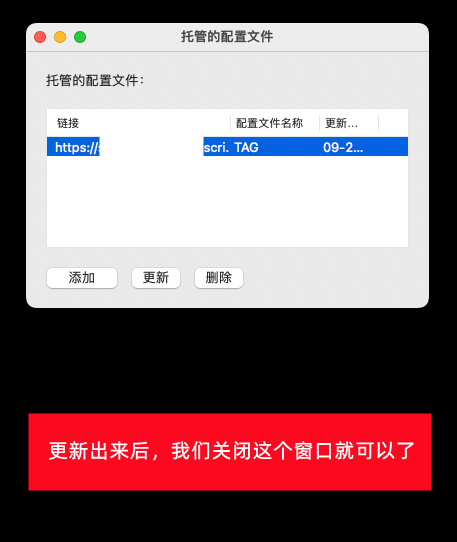 托管的配置文件
托管的配置文件：
链接 配置文件名称 更新...
https:// scri. TAG 09-2...
添加 更新 删除
更新出来后，我们关闭这个窗口就可以了